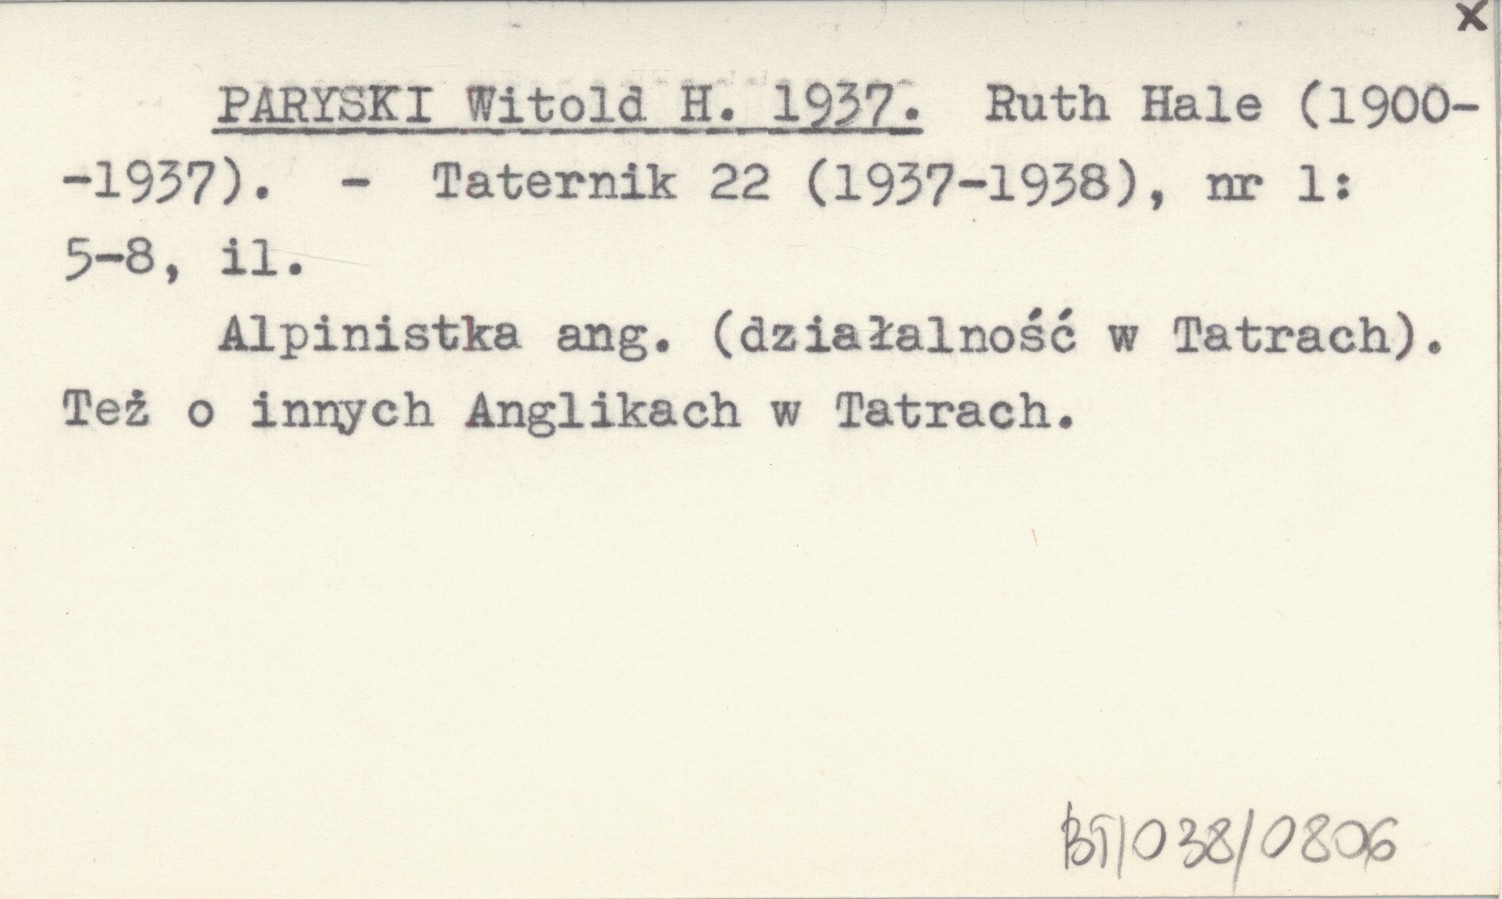 x
PARYSKI Witold H. 1937. Ruth Hale (1900-
-1937). - Taternik 22 (1937-1938), nr 1:
5-8, il.
Alpinistka ang. (działalność w Tatrach).
Też o innych Anglikach w Tatrach.
BT/038/0806